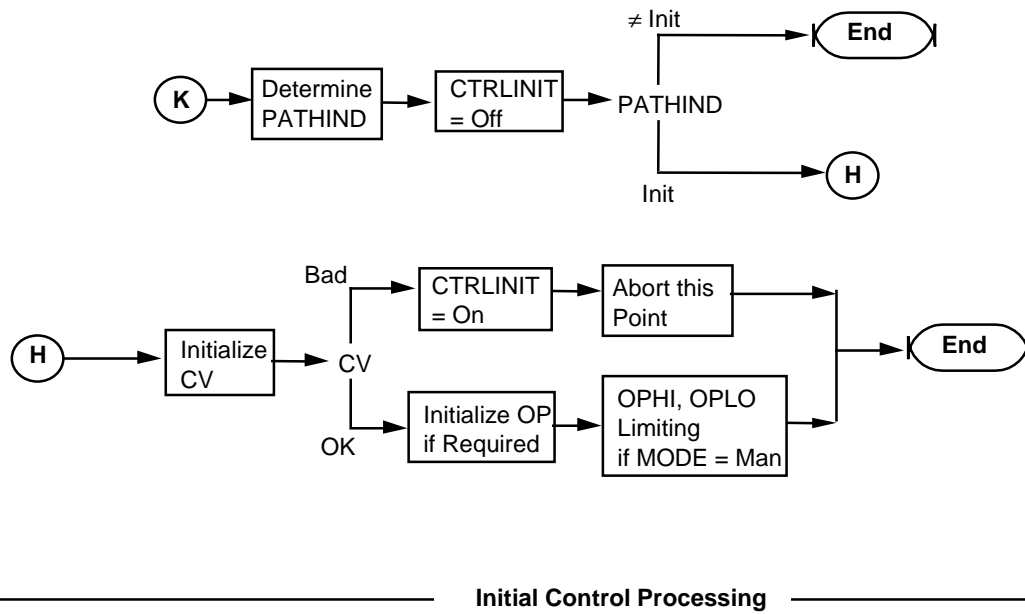 ≠ Init
End
K
Determine
PATHIND
CTRLINIT
= Off
PATHIND
H
Init
Bad
CTRLINIT
= On
Abort this
Point
H
Initialize
CV
CV
End
OK
Initialize OP
if Required
OPHI, OPLO
Limiting
if MODE = Man
Initial Control Processing